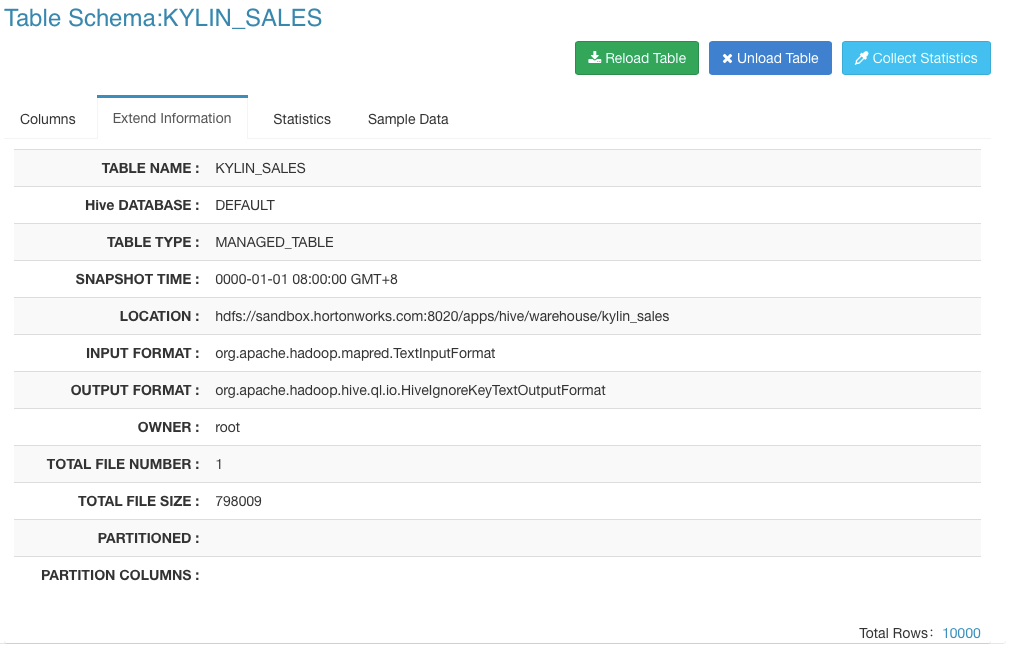 Table Schema:KYLIN_SALES
Reload Table Unload Table Collect Statistics
Columns Extend Information Statistics Sample Data
TABLE NAME : KYLIN_SALES
Hive DATABASE : DEFAULT
TABLE TYPE : MANAGED_TABLE
SNAPSHOT TIME : 0000-01-01 08:00:00 GMT+8
LOCATION : hdfs://sandbox.hortonworks.com:8020/apps/hive/warehouse/kylin_sales
INPUT FORMAT : org.apache.hadoop.mapred.TextInputFormat
OUTPUT FORMAT : org.apache.hadoop.hive.ql.io.HiveIgnoreKeyTextOutputFormat
OWNER : root
TOTAL FILE NUMBER : 1
TOTAL FILE SIZE : 798009
PARTITIONED :
PARTITION COLUMNS :
Total Rows： 10000